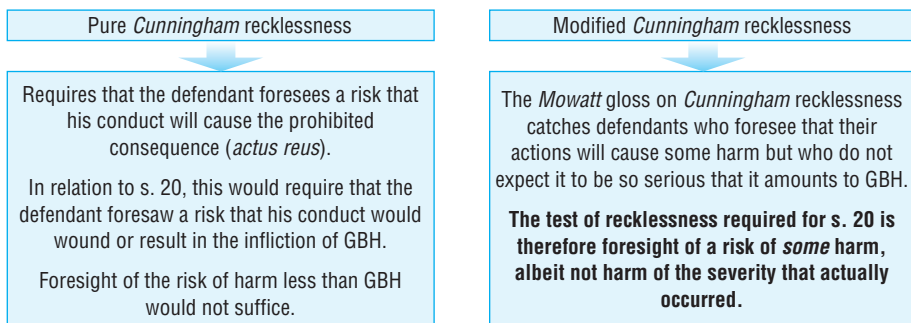 Pure Cunningham recklessness
Requires that the defendant foresees a risk that
his conduct will cause the prohibited
consequence (actus reus).
In relation to s. 20, this would require that the
defendant foresaw a risk that his conduct would
wound or result in the infliction of GBH.
Foresight of the risk of harm less than GBH
would not suffice.
Modified Cunningham recklessness
The Mowatt gloss on Cunningham recklessness
catches defendants who foresee that their
actions will cause some harm but who do not
expect it to be so serious that it amounts to GBH.
The test of recklessness required for s. 20 is
therefore foresight of a risk of some harm,
albeit not harm of the severity that actually
occurred.